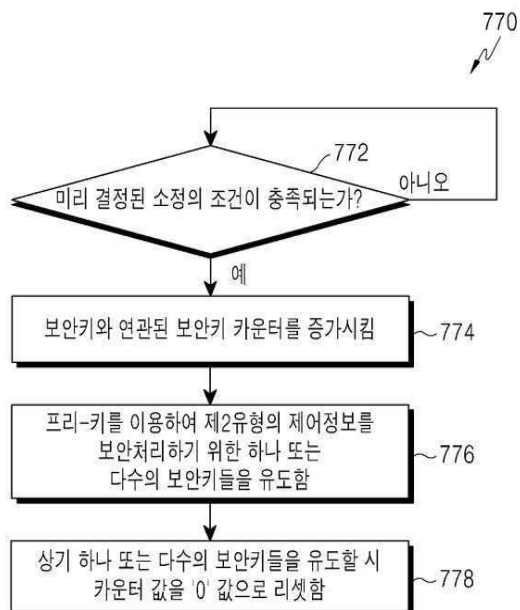 770
772
미리 결정된 소정의 조건이 충족되는가?
아니오
예
보안키와 연관된 보안키 카운터를 증가시킴
774
프리-키를 이용하여 제2유형의 제어정보를
보안처리하기 위한 하나 또는
다수의 보안키들을 유도함
776
상기 하나 또는 다수의 보안키들을 유도할 시
카운터 값을 '0' 값으로 리셋함
778